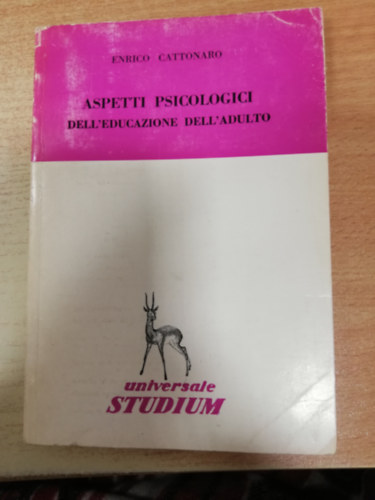 ENRICO CATTONARO
ASPETTI PSICOLOGICI
DELL'EDUCAZIONE DELL'ADULTO
universale
STUDIUM